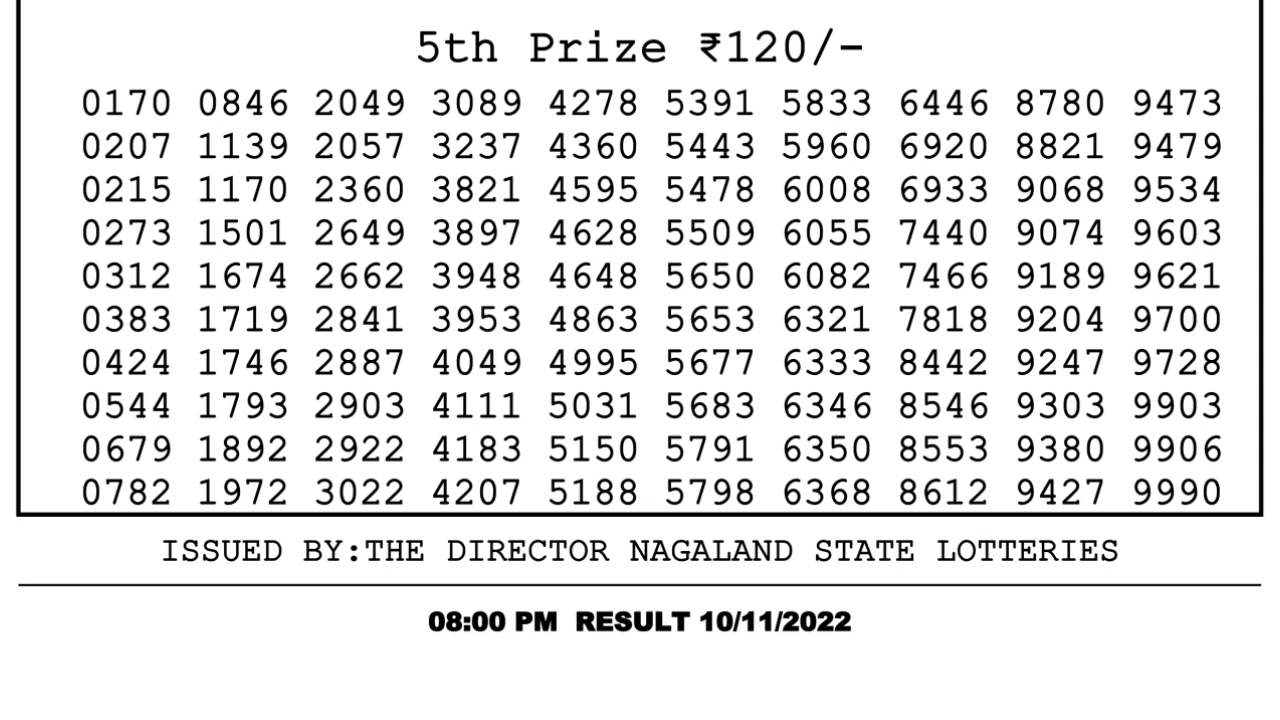 5th Prize ₹120/-
0170 0846 2049 3089 4278 5391 5833 6446 8780 9473
0207 1139 2057 3237 4360 5443 5960 6920 8821 9479
0215 1170 2360 3821 4595 5478 6008 6933 9068 9534
0273 1501 2649 3897 4628 5509 6055 7440 9074 9603
0312 1674 2662 3948 4648 5650 6082 7466 9189 9621
0383 1719 2841 3953 4863 5653 6321 7818 9204 9700
0424 1746 2887 4049 4995 5677 6333 8442 9247 9728
0544 1793 2903 4111 5031 5683 6346 8546 9303 9903
0679 1892 2922 4183 5150 5791 6350 8553 9380 9906
0782 1972 3022 4207 5188 5798 6368 8612 9427 9990
ISSUED BY:THE DIRECTOR NAGALAND STATE LOTTERIES
08:00 PM RESULT 10/11/2022